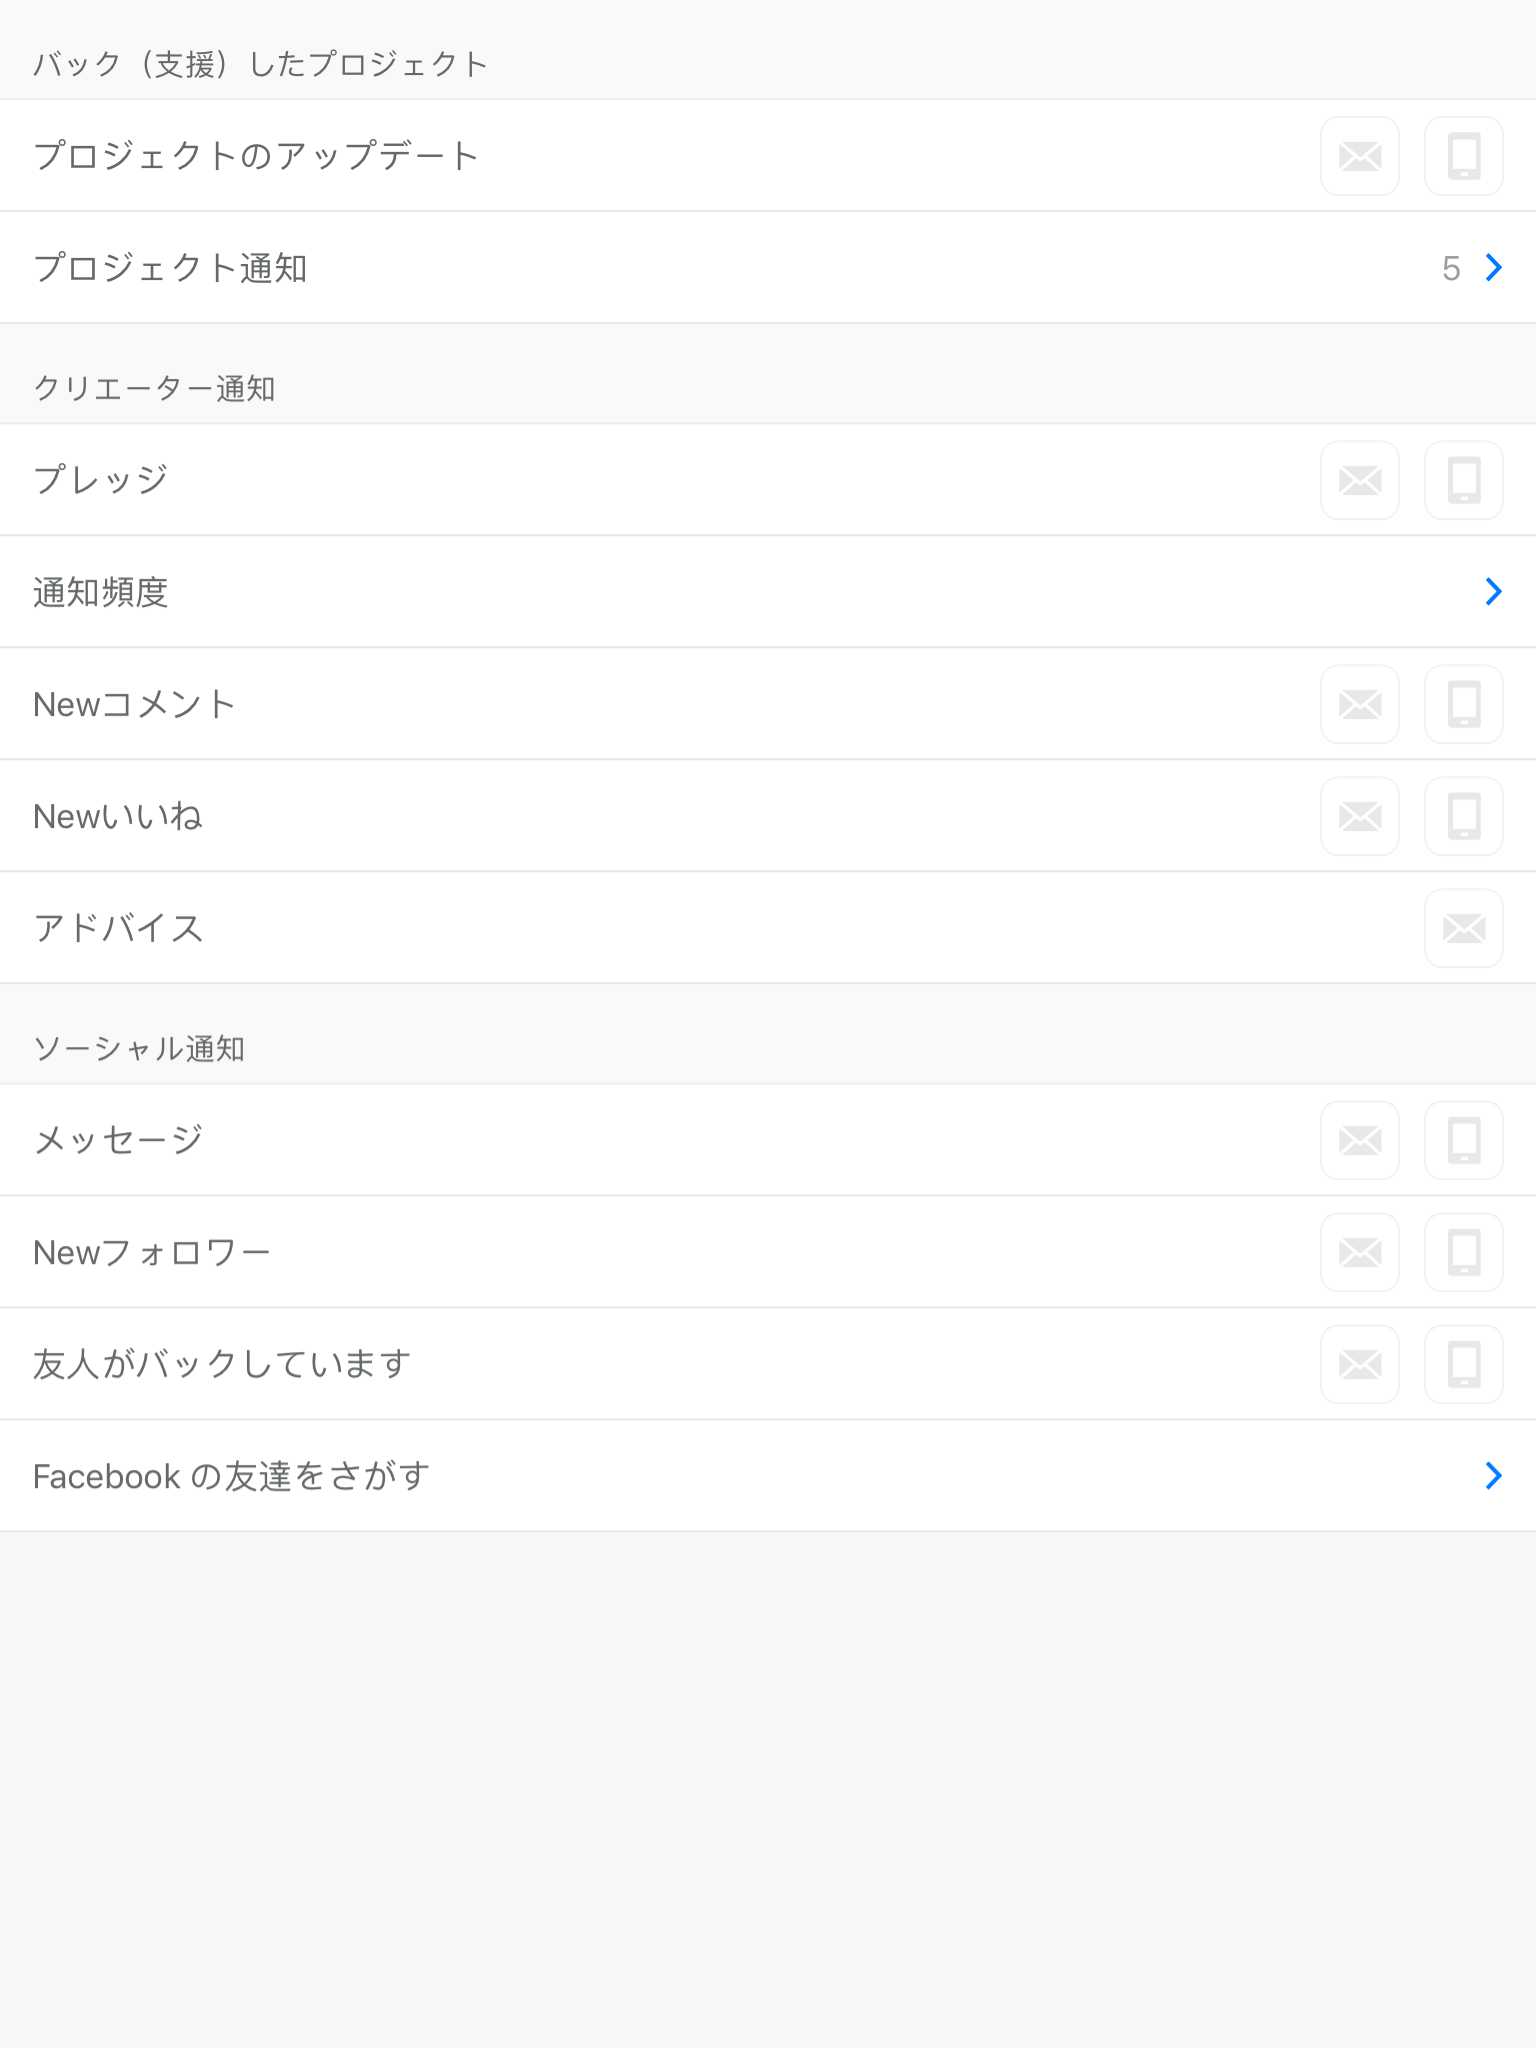 バック（支援）したプロジェクト
プロジェクトのアップデート
プロジェクト通知 5
クリエーター通知
プレッジ
通知頻度
Newコメント
Newいいね
アドバイス
ソーシャル通知
メッセージ
Newフォロワー
友人がバックしています
Facebook の友達をさがす